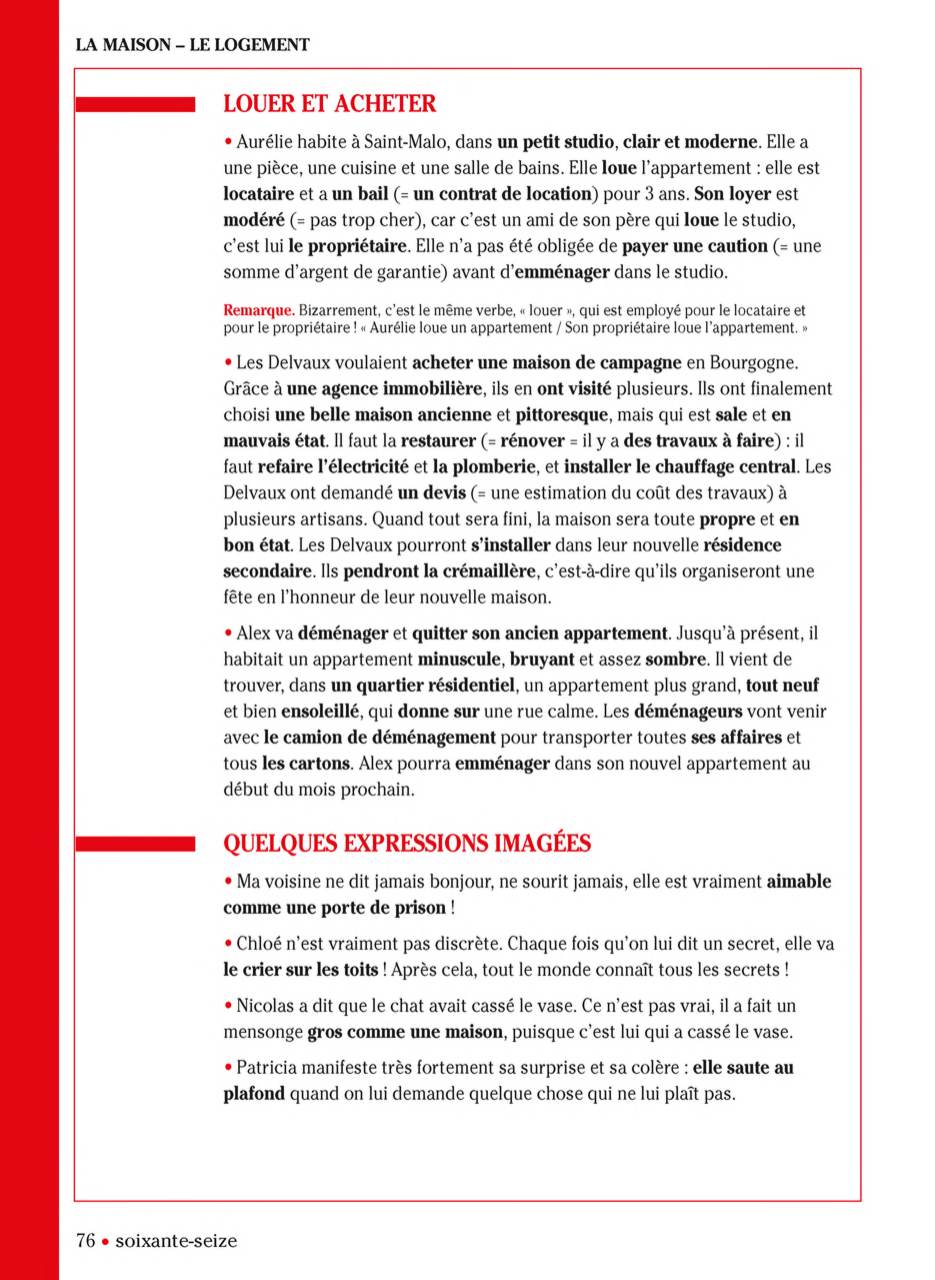 LA MAISON – LE LOGEMENT
LOUER ET ACHETER
• Aurélie habite à Saint-Malo, dans un petit studio, clair et moderne. Elle a
une pièce, une cuisine et une salle de bains. Elle loue l’appartement : elle est
locataire et a un bail (= un contrat de location) pour 3 ans. Son loyer est
modéré (= pas trop cher), car c’est un ami de son père qui loue le studio,
c’est lui le propriétaire. Elle n’a pas été obligée de payer une caution (= une
somme d’argent de garantie) avant d’emménager dans le studio.
Remarque. Bizarrement, c’est le même verbe, « louer », qui est employé pour le locataire et
pour le propriétaire ! « Aurélie loue un appartement / Son propriétaire loue l’appartement. »
• Les Delvaux voulaient acheter une maison de campagne en Bourgogne.
Grâce à une agence immobilière, ils en ont visité plusieurs. Ils ont finalement
choisi une belle maison ancienne et pittoresque, mais qui est sale et en
mauvais état. Il faut la restaurer (= rénover = il y a des travaux à faire) : il
faut refaire l’électricité et la plomberie, et installer le chauffage central. Les
Delvaux ont demandé un devis (= une estimation du coût des travaux) à
plusieurs artisans. Quand tout sera fini, la maison sera toute propre et en
bon état. Les Delvaux pourront s’installer dans leur nouvelle résidence
secondaire. Ils pendront la crémaillère, c’est-à-dire qu’ils organiseront une
fête en l’honneur de leur nouvelle maison.
• Alex va déménager et quitter son ancien appartement. Jusqu’à présent, il
habitait un appartement minuscule, bruyant et assez sombre. Il vient de
trouver, dans un quartier résidentiel, un appartement plus grand, tout neuf
et bien ensoleillé, qui donne sur une rue calme. Les déménageurs vont venir
avec le camion de déménagement pour transporter toutes ses affaires et
tous les cartons. Alex pourra emménager dans son nouvel appartement au
début du mois prochain.
QUELQUES EXPRESSIONS IMAGÉES
• Ma voisine ne dit jamais bonjour, ne sourit jamais, elle est vraiment aimable
comme une porte de prison !
• Chloé n’est vraiment pas discrète. Chaque fois qu’on lui dit un secret, elle va
le crier sur les toits ! Après cela, tout le monde connaît tous les secrets !
• Nicolas a dit que le chat avait cassé le vase. Ce n’est pas vrai, il a fait un
mensonge gros comme une maison, puisque c’est lui qui a cassé le vase.
• Patricia manifeste très fortement sa surprise et sa colère : elle saute au
plafond quand on lui demande quelque chose qui ne lui plaît pas.
76 • soixante-seize